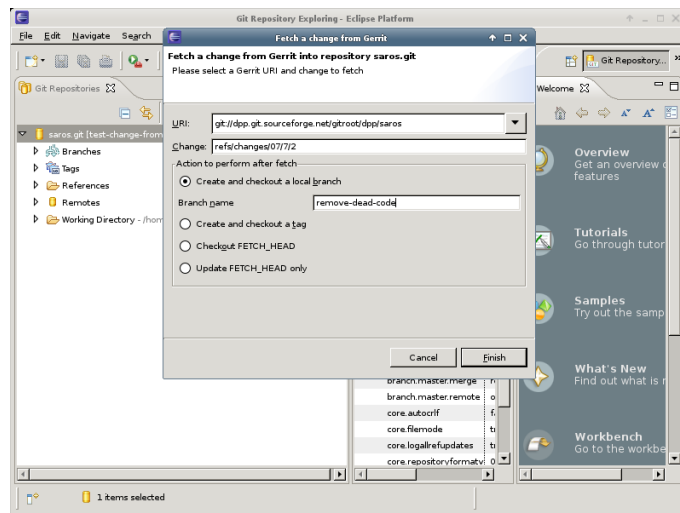 Git Repository Exploring - Eclipse Platform
File Edit Navigate Search
Git Repository...
Fetch a change from Gerrit
Fetch a change from Gerrit into repository saros.git
Please select a Gerrit URI and change to fetch
URI: git://dpp.git.sourceforge.net/gitroot/dpp/saros
Change: refs/changes/07/7/2
Action to perform after fetch
Create and checkout a local branch
Branch name remove-dead-code
Create and checkout a tag
Checkout FETCH_HEAD
Update FETCH_HEAD only
Cancel Finish
Git Repositories
saros.git [test-change-from
Branches
Tags
References
Remotes
Working Directory - /hom
branch.master.merge
branch.master.remote
core.autocrlf
core.filemode
core.logallrefupdates
core.repositoryformatv 0
Welcome
Overview
Get an overview o
features
Tutorials
Go through tutor
Samples
Try out the samp
What's New
Find out what is n
Workbench
Go to the workbe
1 items selected